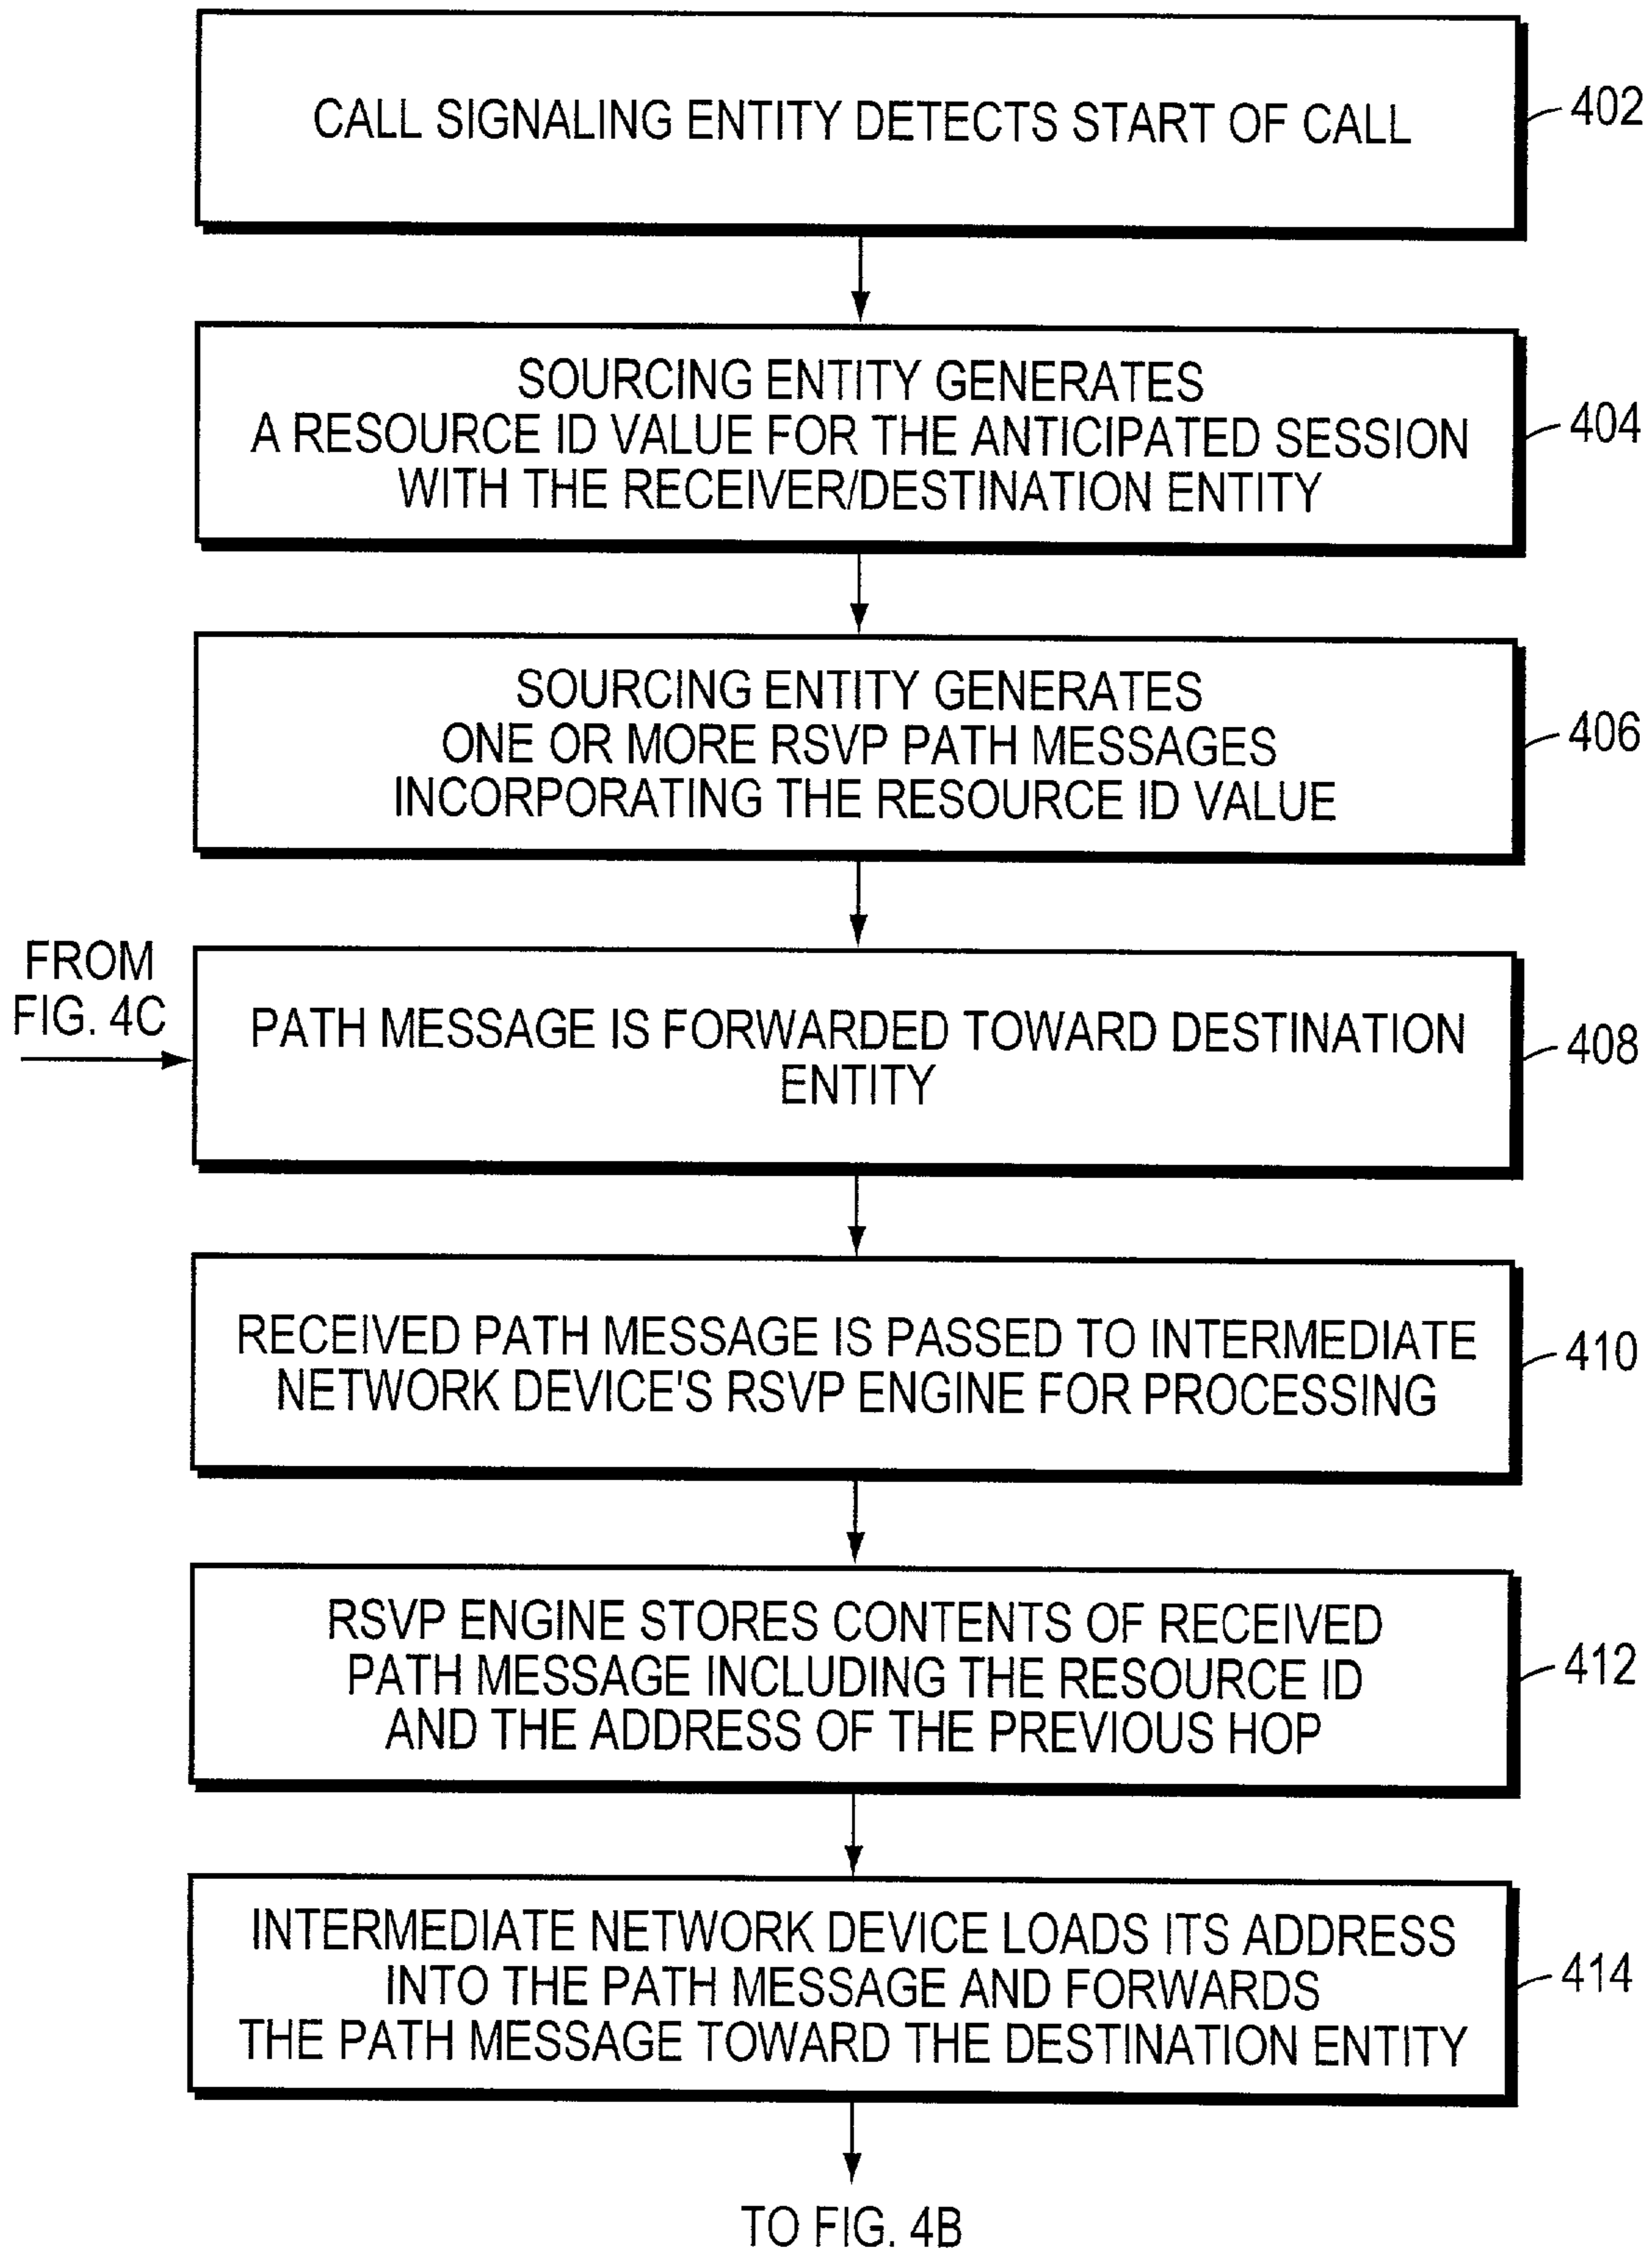 CALL SIGNALING ENTITY DETECTS START OF CALL
402
SOURCING ENTITY GENERATES
A RESOURCE ID VALUE FOR THE ANTICIPATED SESSION
WITH THE RECEIVER/DESTINATION ENTITY
404
SOURCING ENTITY GENERATES
ONE OR MORE RSVP PATH MESSAGES
INCORPORATING THE RESOURCE ID VALUE
406
FROM
FIG. 4C
PATH MESSAGE IS FORWARDED TOWARD DESTINATION
ENTITY
408
RECEIVED PATH MESSAGE IS PASSED TO INTERMEDIATE
NETWORK DEVICE'S RSVP ENGINE FOR PROCESSING
410
RSVP ENGINE STORES CONTENTS OF RECEIVED
PATH MESSAGE INCLUDING THE RESOURCE ID
AND THE ADDRESS OF THE PREVIOUS HOP
412
INTERMEDIATE NETWORK DEVICE LOADS ITS ADDRESS
INTO THE PATH MESSAGE AND FORWARDS
THE PATH MESSAGE TOWARD THE DESTINATION ENTITY
414
TO FIG. 4B